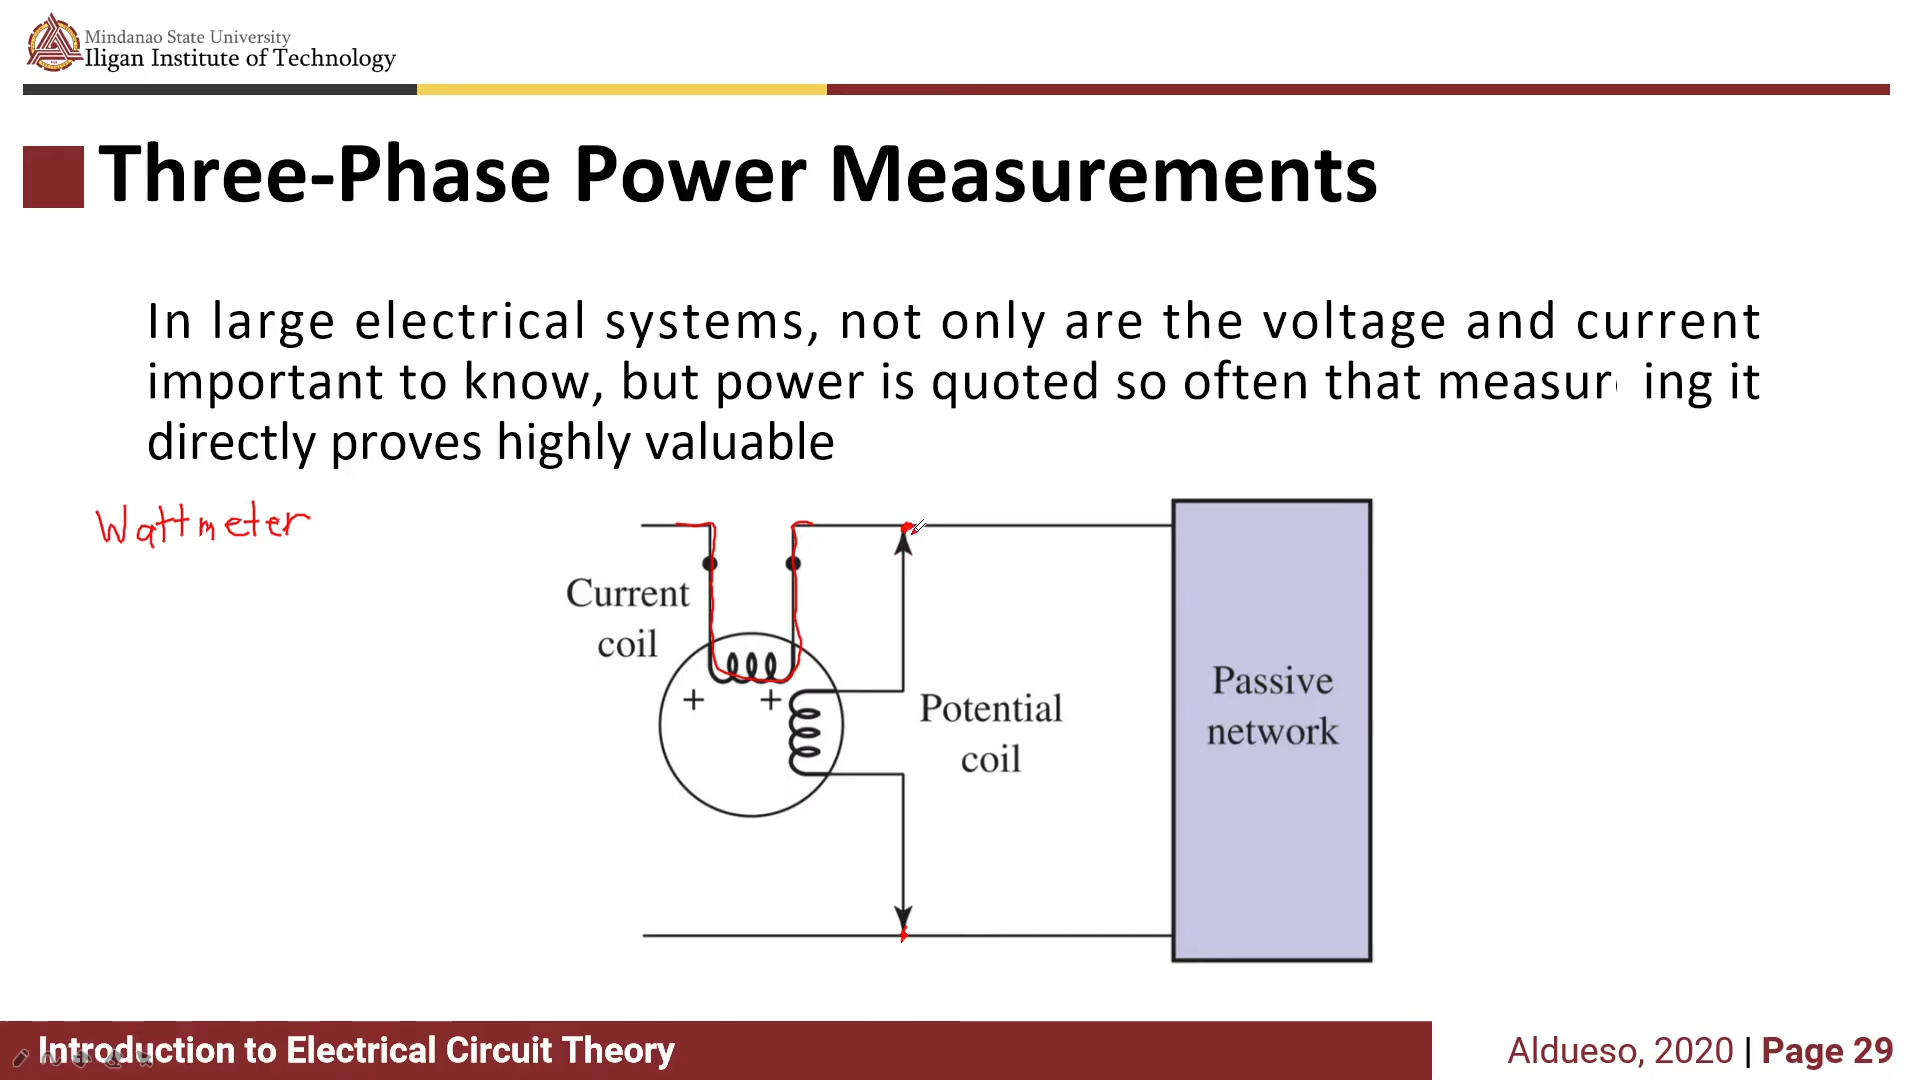 Mindanao State University
Iligan Institute of Technology
Three-Phase Power Measurements
In large electrical systems, not only are the voltage and current
important to know, but power is quoted so often that measuring it
directly proves highly valuable
Wattmeter
Current
coil
+ +
Potential
coil
Passive
network
Introduction to Electrical Circuit Theory
Aldueso, 2020 | Page 29